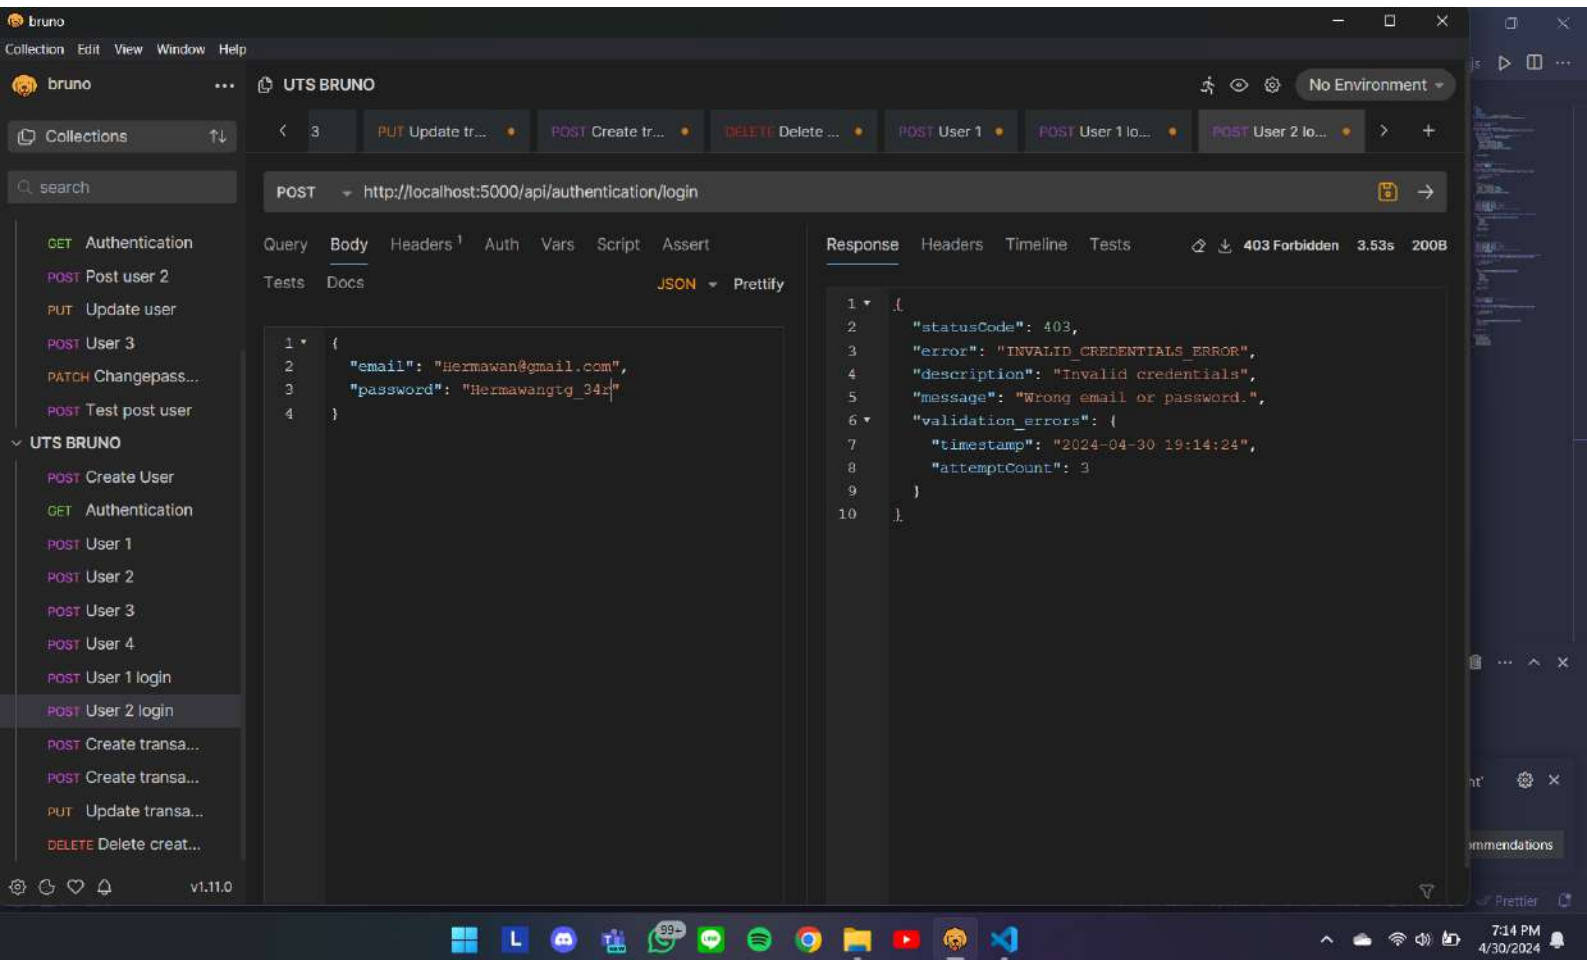 bruno
Collection Edit View Window Help
bruno
UTS BRUNO
No Environment
js
Collections
3
PUT Update tr...
POST Create tr...
DELETE Delete ...
POST User 1
POST User 1 lo...
POST User 2 lo...
search
POST http://localhost:5000/api/authentication/login
GET Authentication
POST Post user 2
PUT Update user
POST User 3
PATCH Changepass...
POST Test post user
UTS BRUNO
POST Create User
GET Authentication
POST User 1
POST User 2
POST User 3
POST User 4
POST User 1 login
POST User 2 login
POST Create transa...
POST Create transa...
PUT Update transa...
DELETE Delete creat...
v1.11.0
Query Body Headers 1 Auth Vars Script Assert
Tests Docs JSON Prettify
1 {
2 "email": "Hermawan@gmail.com",
3 "password": "Hermawangtg_34r"
4 }
Response Headers Timeline Tests 403 Forbidden 3.53s 200B
1 {
2 "statusCode": 403,
3 "error": "INVALID_CREDENTIALS_ERROR",
4 "description": "Invalid credentials",
5 "message": "Wrong email or password.",
6 "validation_errors": {
7 "timestamp": "2024-04-30 19:14:24",
8 "attemptCount": 3
9 }
10 }
nt'
ommendations
Prettier
L
99+
7:14 PM
4/30/2024